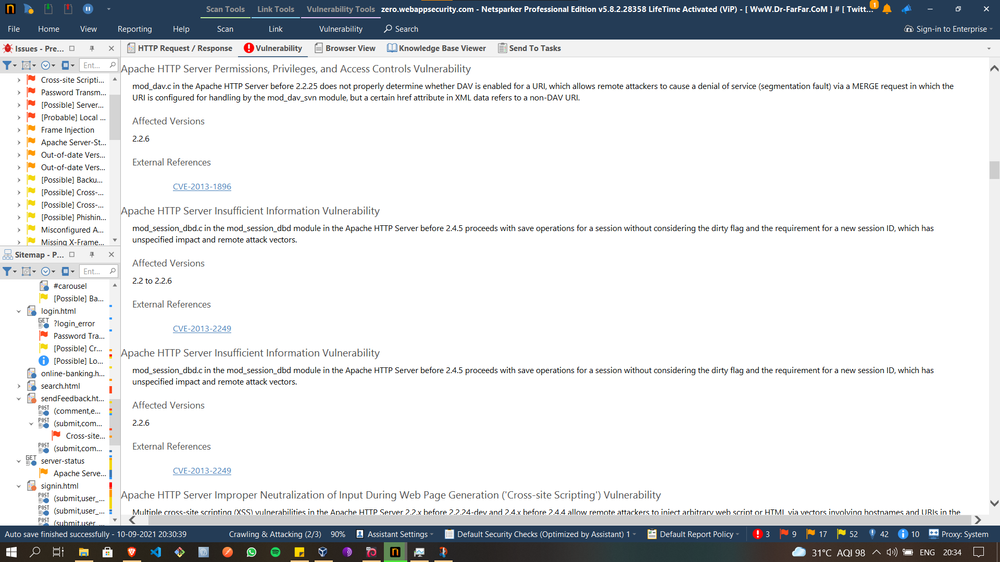 Scan Tools Link Tools Vulnerability Tools zero.webappsecurity.com - Netsparker Professional Edition v5.8.2.28358 LifeTime Activated (ViP) - [ WwW.Dr-FarFar.CoM ] # [ Twitt... 1
File Home View Reporting Help Scan Link Vulnerability Search Sign-in to Enterprise
Issues - Pre...
HTTP Request / Response Vulnerability Browser View Knowledge Base Viewer Send To Tasks
Ent...
Cross-site Scripti...
Password Transm...
[Possible] Server...
[Probable] Local ...
Frame Injection
Apache Server-St...
Out-of-date Vers...
Out-of-date Vers...
[Possible] Backu...
[Possible] Cross-...
[Possible] Cross-...
[Possible] Phishin...
Misconfigured A...
Missing X-Frame...
Sitemap - P...
Ent...
#carousel
[Possible] Ba...
login.html
GET ?login_error
Password Tra...
[Possible] Cr...
[Possible] Lo...
online-banking.h...
search.html
sendFeedback.ht...
POST (comment,e...
POST (submit,com...
Cross-site...
POST (submit,com...
GET server-status
Apache Serve...
signin.html
POST (submit,user_...
POST (submit,user_...
POST (submit,user_...
Apache HTTP Server Permissions, Privileges, and Access Controls Vulnerability
mod_dav.c in the Apache HTTP Server before 2.2.25 does not properly determine whether DAV is enabled for a URI, which allows remote attackers to cause a denial of service (segmentation fault) via a MERGE request in which the
URI is configured for handling by the mod_dav_svn module, but a certain href attribute in XML data refers to a non-DAV URI.
Affected Versions
2.2.6
External References
CVE-2013-1896
Apache HTTP Server Insufficient Information Vulnerability
mod_session_dbd.c in the mod_session_dbd module in the Apache HTTP Server before 2.4.5 proceeds with save operations for a session without considering the dirty flag and the requirement for a new session ID, which has
unspecified impact and remote attack vectors.
Affected Versions
2.2 to 2.2.6
External References
CVE-2013-2249
Apache HTTP Server Insufficient Information Vulnerability
mod_session_dbd.c in the mod_session_dbd module in the Apache HTTP Server before 2.4.5 proceeds with save operations for a session without considering the dirty flag and the requirement for a new session ID, which has
unspecified impact and remote attack vectors.
Affected Versions
2.2.6
External References
CVE-2013-2249
Apache HTTP Server Improper Neutralization of Input During Web Page Generation ('Cross-site Scripting') Vulnerability
Multiple cross-site scripting (XSS) vulnerabilities in the Apache HTTP Server 2.2.x before 2.2.24-dev and 2.4.x before 2.4.4 allow remote attackers to inject arbitrary web script or HTML via vectors involving hostnames and URIs in the
Auto save finished successfully - 10-09-2021 20:30:39 Crawling & Attacking (2/3) 90% Assistant Settings Default Security Checks (Optimized by Assistant) 1 Default Report Policy 3 9 17 52 42 10 Proxy: System
31°C AQI 98 ENG 20:34